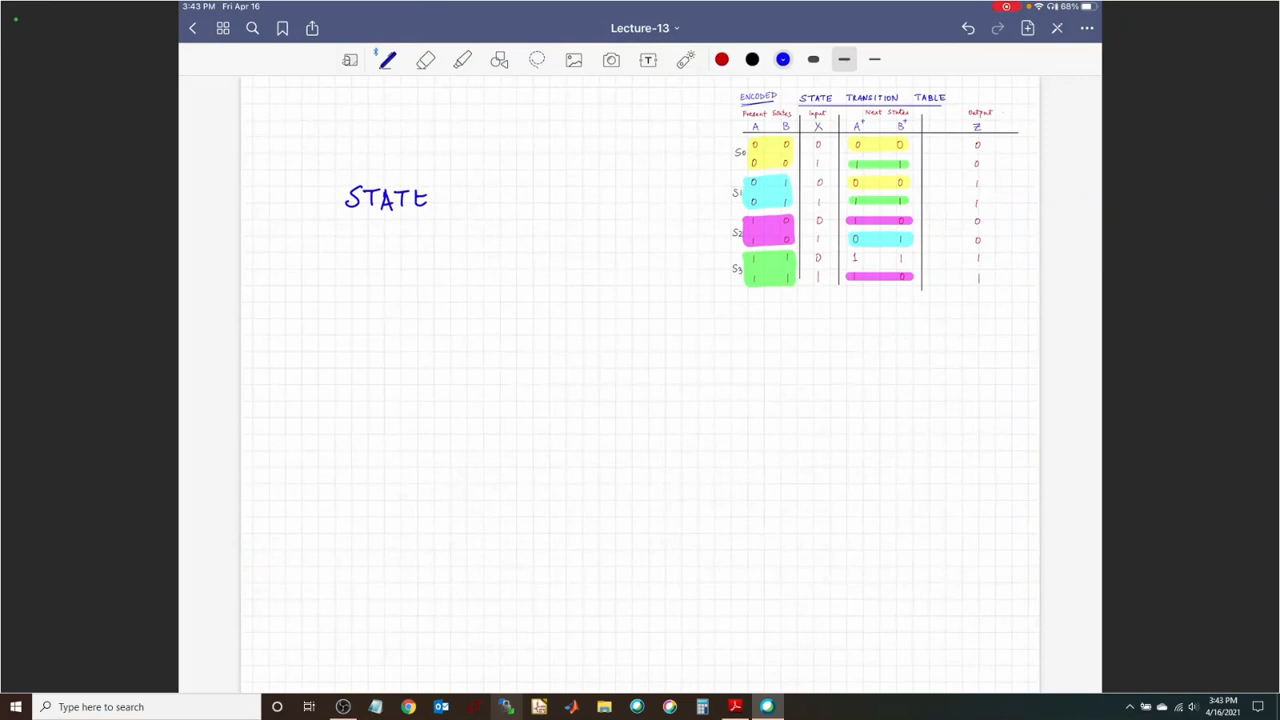 3:43 PM Fri Apr 16
68%
Lecture-13
T
ENCODED STATE TRANSITION TABLE
Present States Input Next States Output
A B X A+ B+ Z
S0 0 0 0 0 0 0
0 0 1 1 1 0
S1 0 1 0 0 0 1
0 1 1 1 1 1
S2 1 0 0 1 0 0
1 0 1 0 1 0
S3 1 1 0 1 1 1
1 1 1 1 0 1
STATE
Type here to search
3:43 PM
4/16/2021